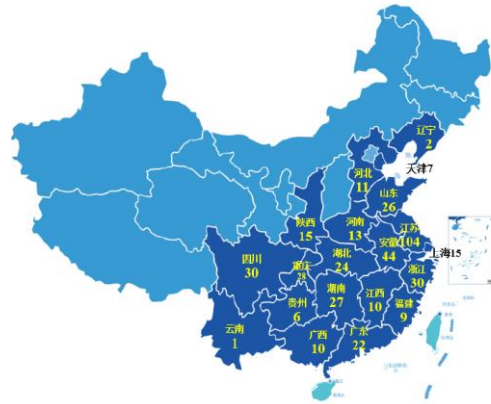 辽宁
2
天津7
河北
11
山东
26
陕西
15
河南
13
江苏
104
安徽
44
上海15
四川
30
重庆
28
湖北
24
浙江
30
湖南
27
江西
10
贵州
6
福建
9
云南
1
广西
10
广东
22